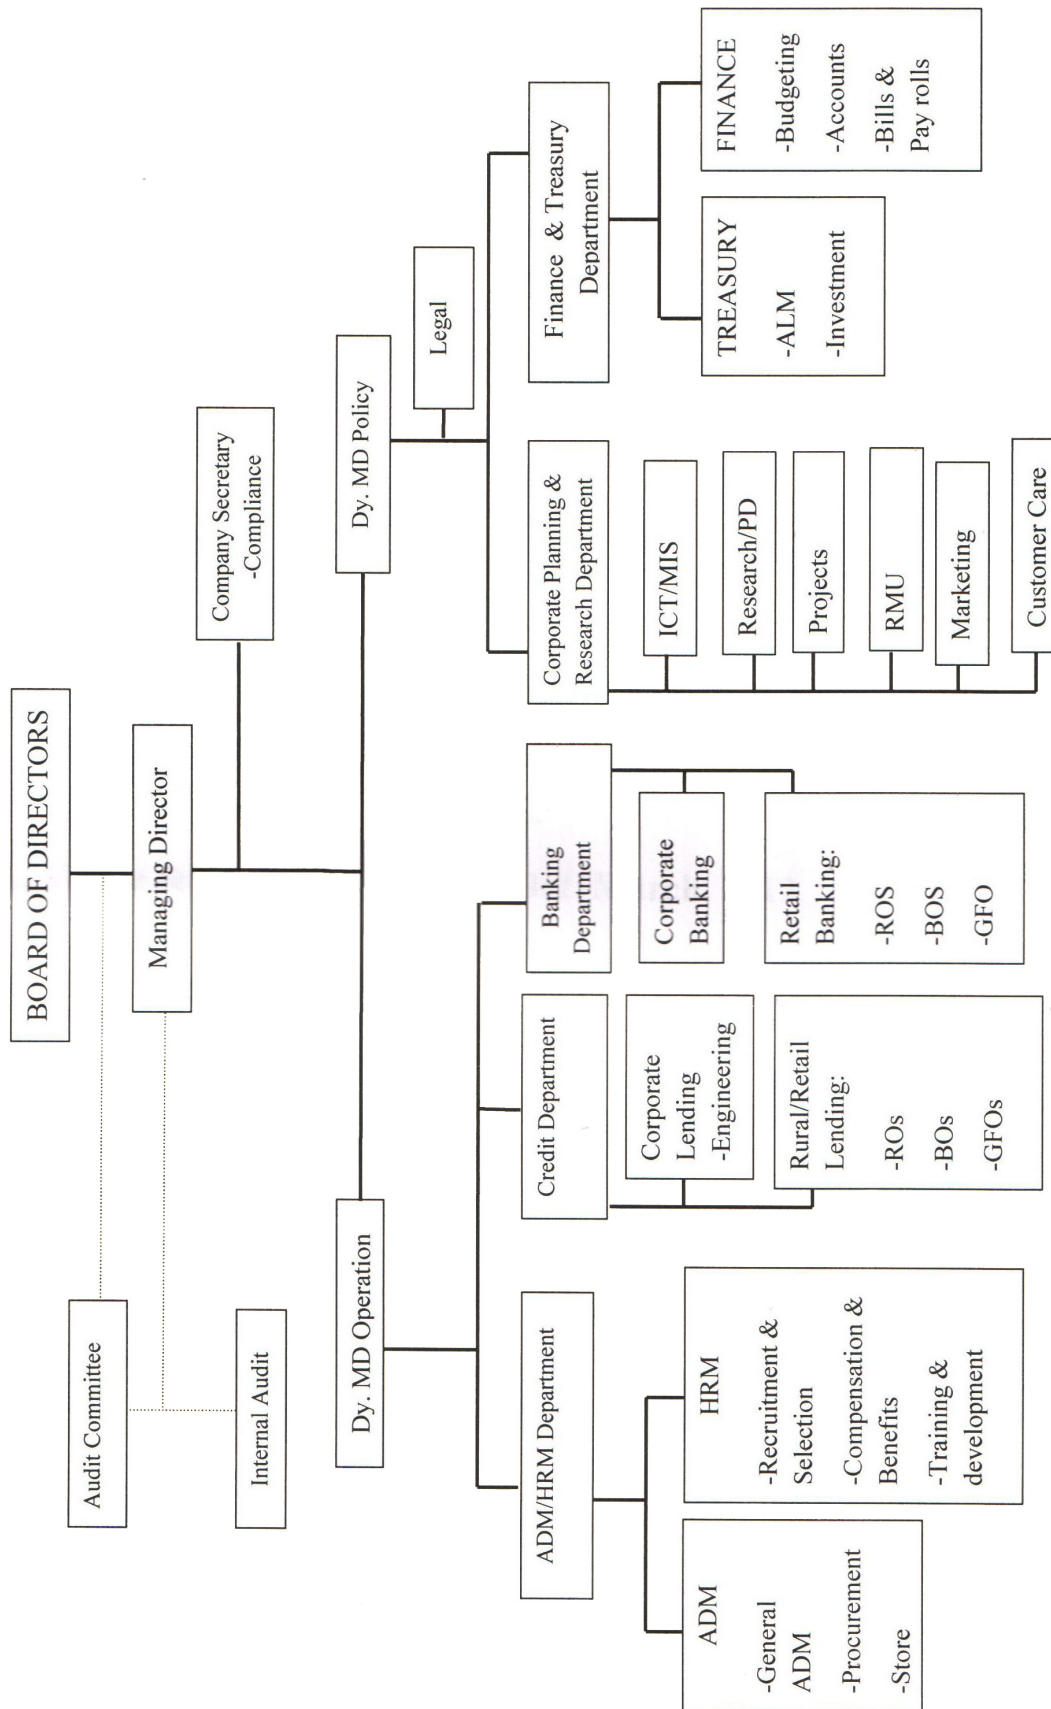 BOARD OF DIRECTORS
Audit Committee
Managing Director
Internal Audit
Company Secretary
-Compliance
Dy. MD Operation
Dy. MD Policy
Legal
ADM/HRM Department
Credit Department
Banking
Department
Corporate Planning &
Research Department
Finance & Treasury
Department
ADM
-General
ADM
-Procurement
-Store
HRM
-Recruitment &
Selection
-Compensation &
Benefits
-Training &
development
Corporate
Lending
-Engineering
Rural/Retail
Lending:
-ROs
-BOs
-GFOs
Corporate
Banking
Retail
Banking:
-ROS
-BOS
-GFO
ICT/MIS
Research/PD
Projects
RMU
Marketing
Customer Care
TREASURY
-ALM
-Investment
FINANCE
-Budgeting
-Accounts
-Bills &
Pay rolls